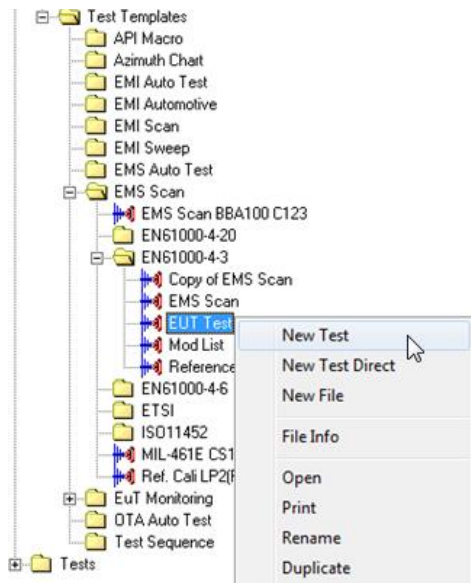 Test Templates
API Macro
Azimuth Chart
EMI Auto Test
EMI Automotive
EMI Scan
EMI Sweep
EMS Auto Test
EMS Scan
EMS Scan BBA100 C123
EN61000-4-20
EN61000-4-3
Copy of EMS Scan
EMS Scan
EUT Test
Mod List
Reference
EN61000-4-6
ETSI
ISO11452
MIL-461E CS1
Ref. Cali LP2(F
EuT Monitoring
OTA Auto Test
Test Sequence
Tests
New Test
New Test Direct
New File
File Info
Open
Print
Rename
Duplicate